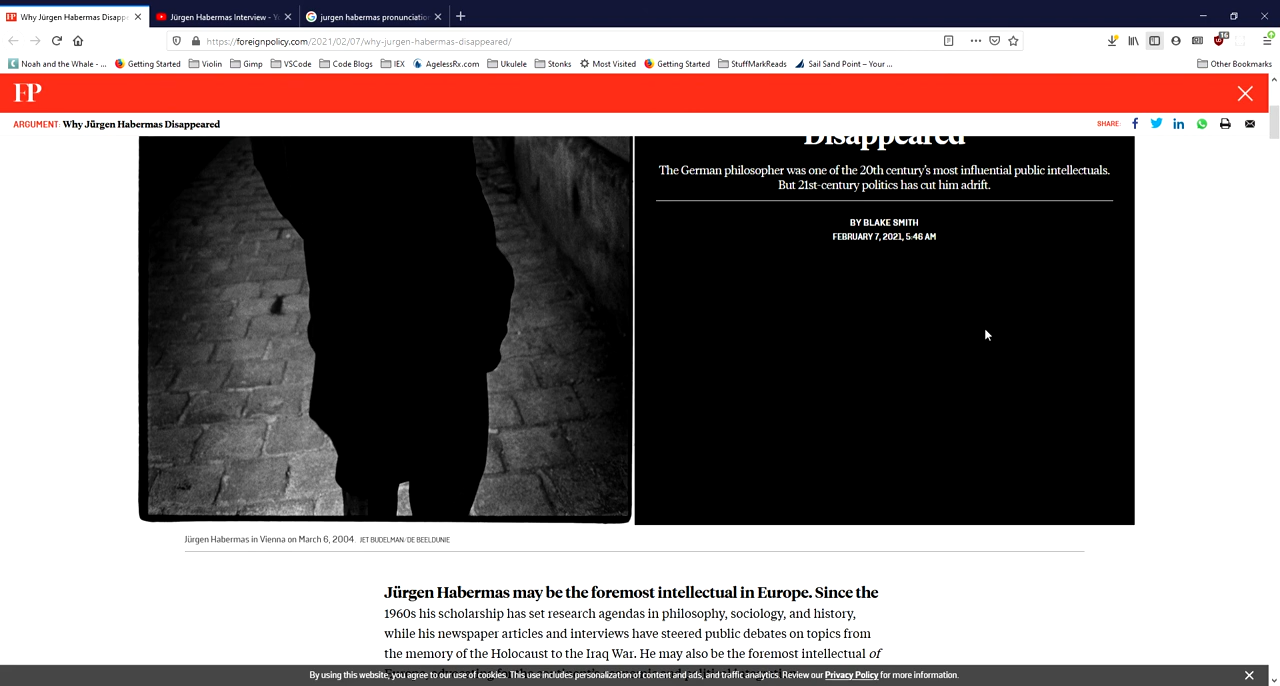 Why Jürgen Habermas Disapp
Jürgen Habermas Interview - Y
jurgen habermas pronunciation
https://foreignpolicy.com/2021/02/07/why-jurgen-habermas-disappeared/
16
Noah and the Whale - ...
Getting Started
Violin
Gimp
VSCode
Code Blogs
IEX
AgelessRx.com
Ukulele
Stonks
Most Visited
Getting Started
StuffMarkReads
Sail Sand Point – Your ...
Other Bookmarks
FP
ARGUMENT: Why Jürgen Habermas Disappeared
SHARE:
Disappeared
The German philosopher was one of the 20th century's most influential public intellectuals.
But 21st-century politics has cut him adrift.
BY BLAKE SMITH
FEBRUARY 7, 2021, 5:46 AM
Jürgen Habermas in Vienna on March 6, 2004. JET BUDELMAN/DE BEELDUNIE
Jürgen Habermas may be the foremost intellectual in Europe. Since the
1960s his scholarship has set research agendas in philosophy, sociology, and history,
while his newspaper articles and interviews have steered public debates on topics from
the memory of the Holocaust to the Iraq War. He may also be the foremost intellectual of
By using this website, you agree to our use of cookies. This use includes personalization of content and ads, and traffic analytics. Review our Privacy Policy for more information.